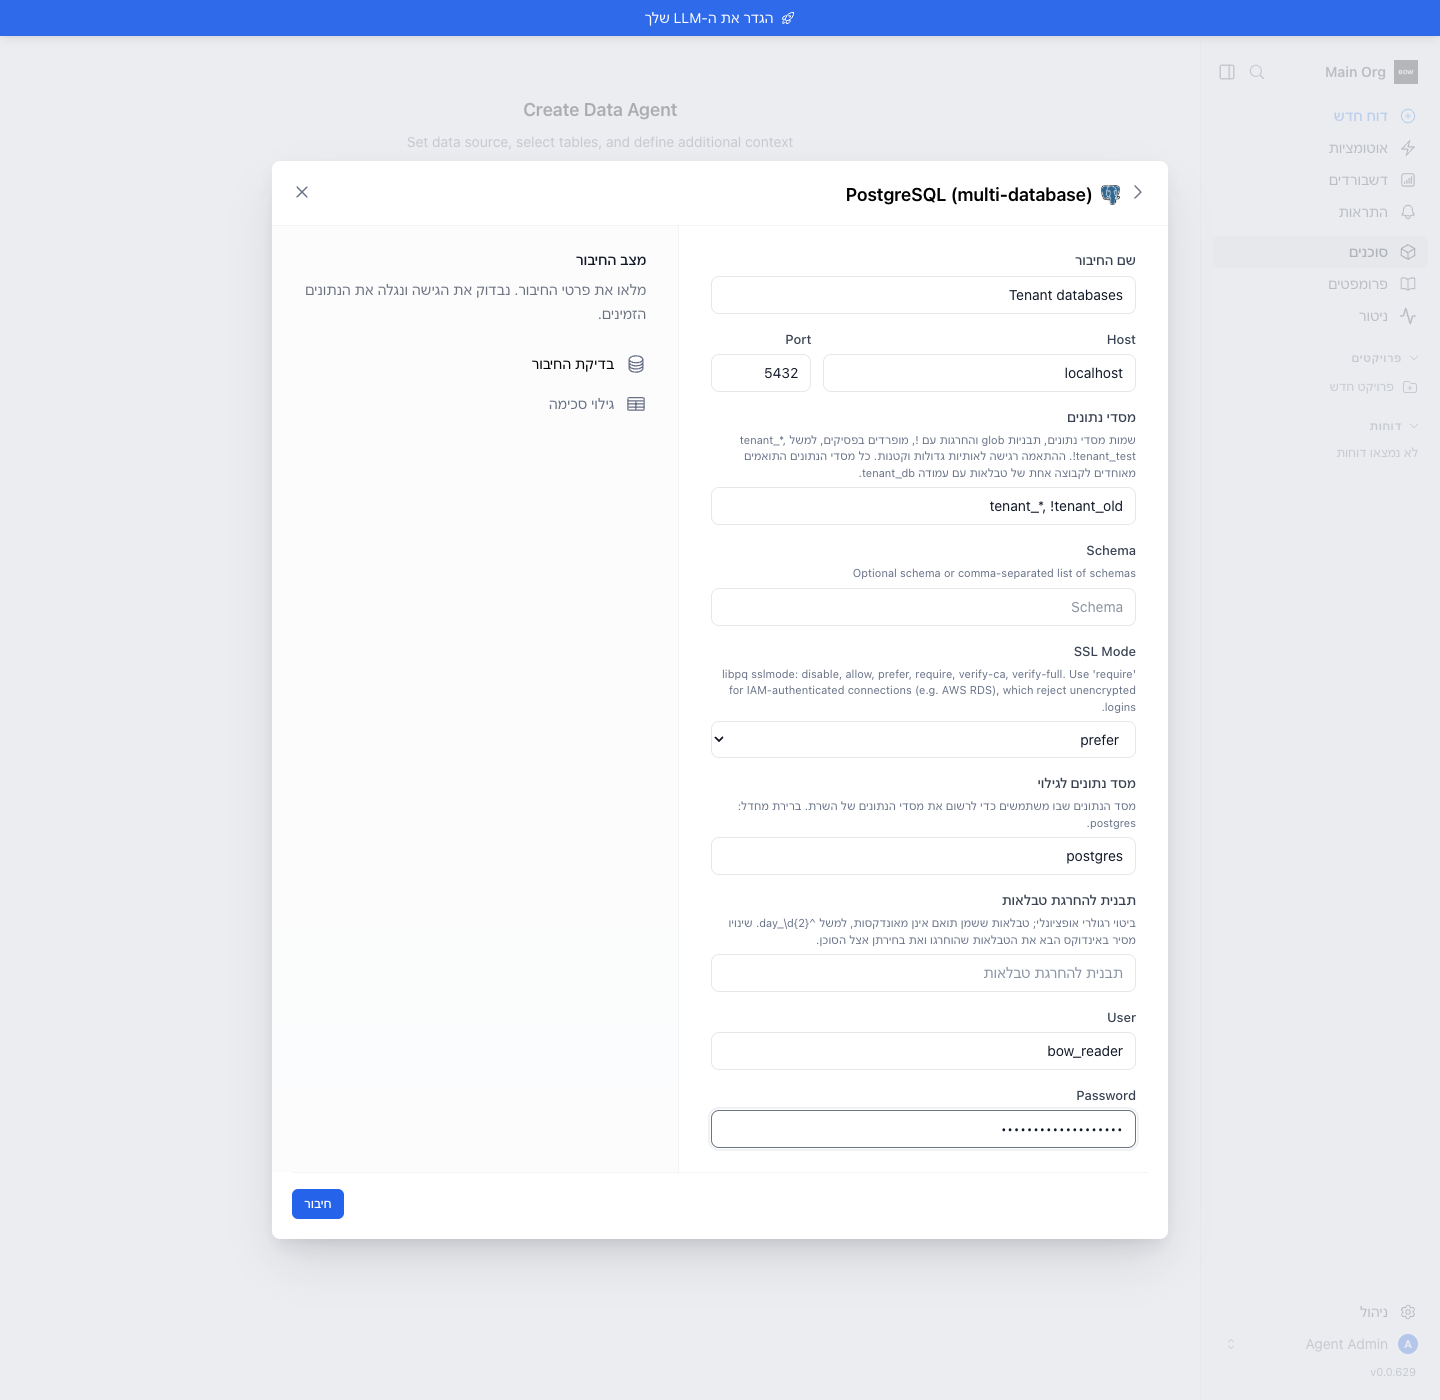 הגדר את ה-LLM שלך
Main Org
BOW
דוח חדש
אוטומציות
דשבורדים
התראות
סוכנים
פרומפטים
ניטור
פרויקטים
פרויקט חדש
דוחות
לא נמצאו דוחות
ניהול
Agent Admin
A
v0.0.629
Create Data Agent
Set data source, select tables, and define additional context
PostgreSQL (multi-database)
שם החיבור
Tenant databases
Host
localhost
Port
5432
מסדי נתונים
שמות מסדי נתונים, תבניות glob והחרגות עם !, מופרדים בפסיקים, למשל tenant_*,
!tenant_test. ההתאמה רגישה לאותיות גדולות וקטנות. כל מסדי הנתונים התואמים
מאוחדים לקבוצה אחת של טבלאות עם עמודה tenant_db.
tenant_*, !tenant_old
Schema
Optional schema or comma-separated list of schemas
Schema
SSL Mode
libpq sslmode: disable, allow, prefer, require, verify-ca, verify-full. Use 'require'
for IAM-authenticated connections (e.g. AWS RDS), which reject unencrypted
logins.
prefer
מסד נתונים לגילוי
מסד הנתונים שבו משתמשים כדי לרשום את מסדי הנתונים של השרת. ברירת מחדל:
postgres.
postgres
תבנית להחרגת טבלאות
ביטוי רגולרי אופציונלי; טבלאות ששמן תואם אינן מאונדקסות, למשל ^day_\d{2}. שינויו
מסיר באינדוקס הבא את הטבלאות שהוחרגו ואת בחירתן אצל הסוכן.
תבנית להחרגת טבלאות
User
bow_reader
Password
•••••••••••••••••••
מצב החיבור
מלאו את פרטי החיבור. נבדוק את הגישה ונגלה את הנתונים
הזמינים.
בדיקת החיבור
גילוי סכימה
חיבור